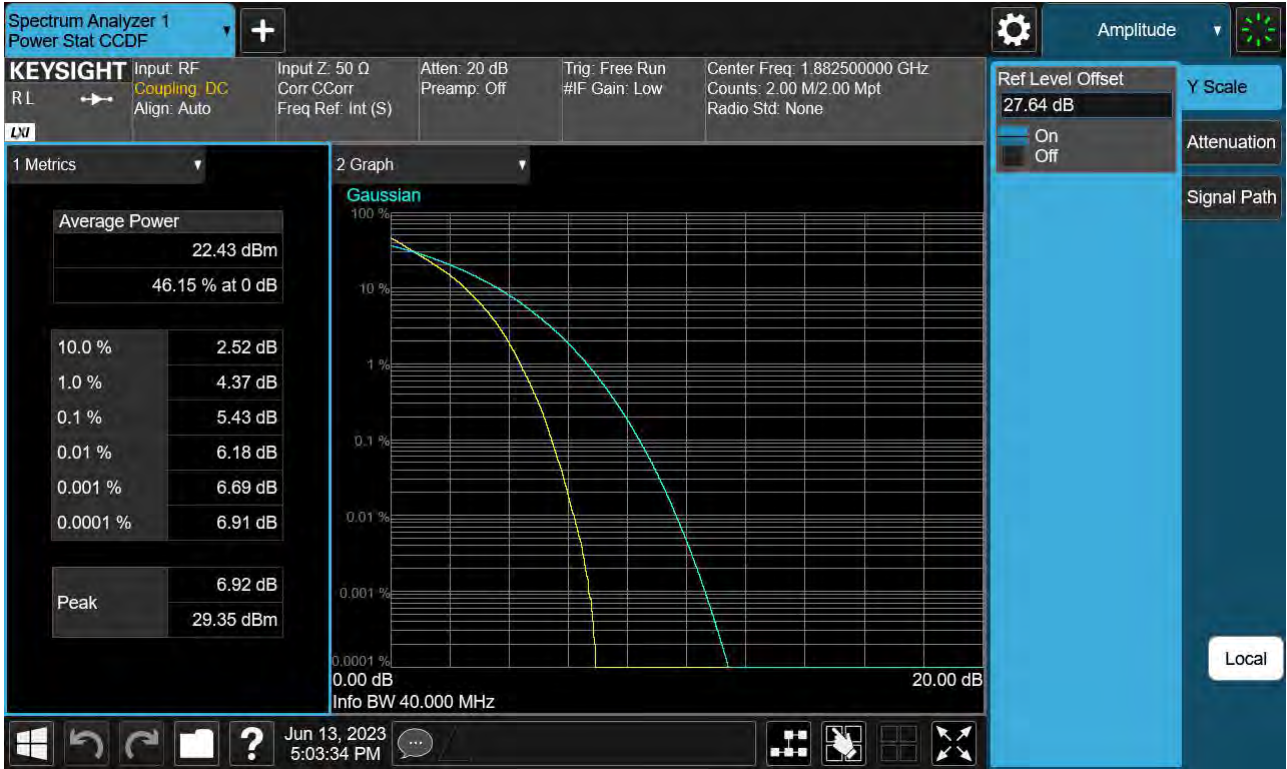 Spectrum Analyzer 1
Power Stat CCDF
Amplitude
KEYSIGHT
RL
LXI
Input: RF
Coupling: DC
Align: Auto
Input Z: 50 Ω
Corr CCorr
Freq Ref: Int (S)
Atten: 20 dB
Preamp: Off
Trig: Free Run
#IF Gain: Low
Center Freq: 1.882500000 GHz
Counts: 2.00 M/2.00 Mpt
Radio Std: None
Ref Level Offset
27.64 dB
On
Off
Y Scale
Attenuation
Signal Path
1 Metrics
Average Power
22.43 dBm
46.15 % at 0 dB
10.0 % 2.52 dB
1.0 % 4.37 dB
0.1 % 5.43 dB
0.01 % 6.18 dB
0.001 % 6.69 dB
0.0001 % 6.91 dB
Peak
6.92 dB
29.35 dBm
2 Graph
Gaussian
100 %
10 %
1 %
0.1 %
0.01 %
0.001 %
0.0001 %
0.00 dB 20.00 dB
Info BW 40.000 MHz
Local
?
Jun 13, 2023
5:03:34 PM